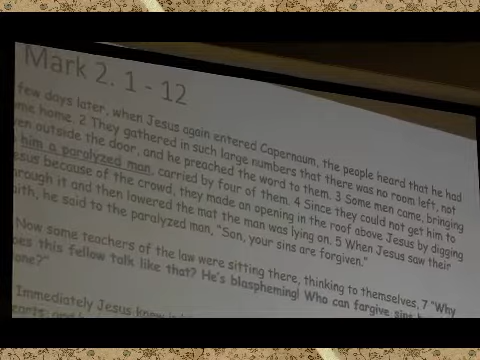 Mark 2. 1 - 12
few days later, when Jesus again entered Capernaum, the people heard that he had
ome home. 2 They gathered in such large numbers that there was no room left, not
ven outside the door, and he preached the word to them. 3 Some men came, bringing
him a paralyzed man, carried by four of them. 4 Since they could not get him to
esus because of the crowd, they made an opening in the roof above Jesus by digging
hrough it and then lowered the mat the man was lying on. 5 When Jesus saw their
aith, he said to the paralyzed man, "Son, your sins are forgiven."
Now some teachers of the law were sitting there, thinking to themselves, 7 "Why
oes this fellow talk like that? He's blaspheming! Who can forgive sins
one?"
Immediately Jesus knew